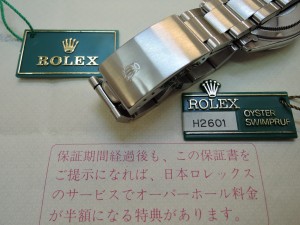 ROLEX
ROLEX
H2601
OYSTER
SWIMPRUF
保証期間経過後も、この保証書を
ご提示になれば、日本ロレックス
のサービスでオーバーホール料金
が半額になる特典があります。